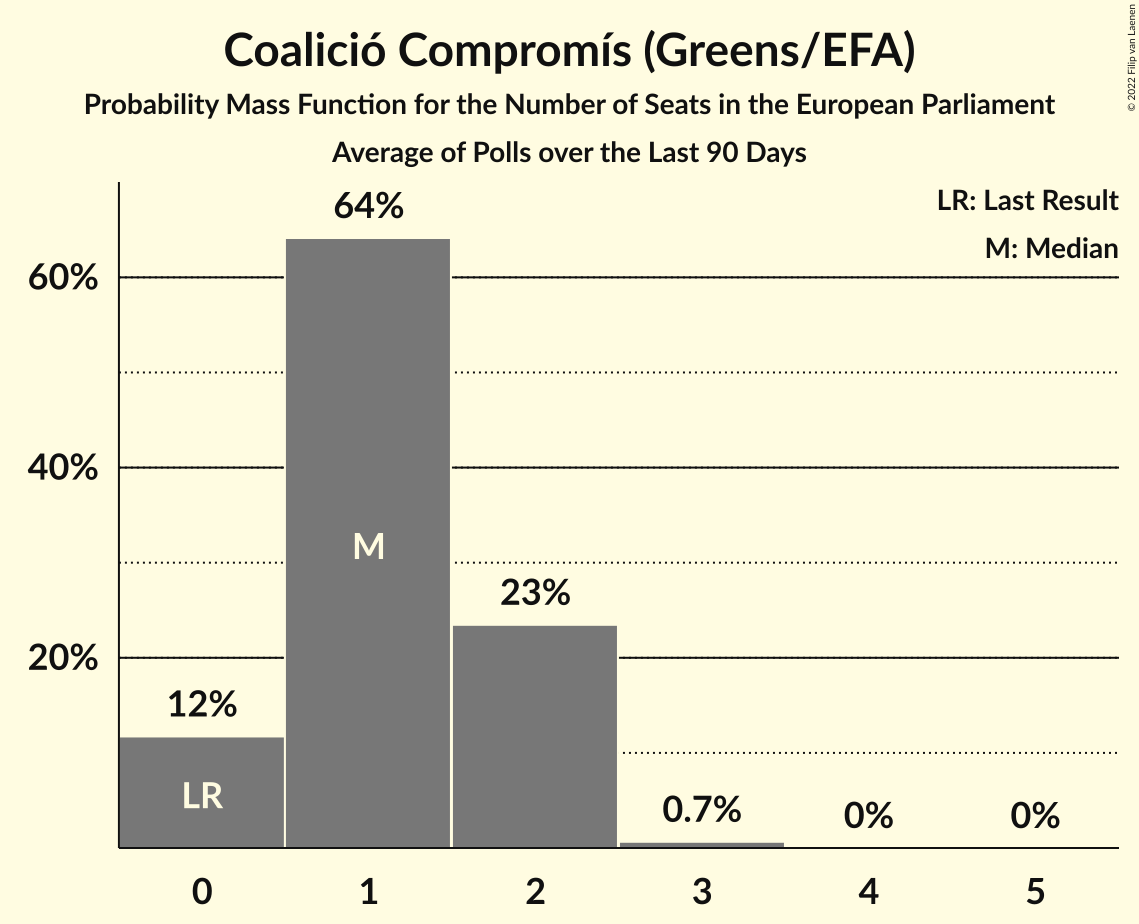 Coalició Compromís (Greens/EFA)
Probability Mass Function for the Number of Seats in the European Parliament
Average of Polls over the Last 90 Days
© 2022 Filip van Laenen
LR: Last Result
M: Median
64%
60%
40%
M
23%
20%
12%
LR
0.7%
0%
0%
0 1 2 3 4 5